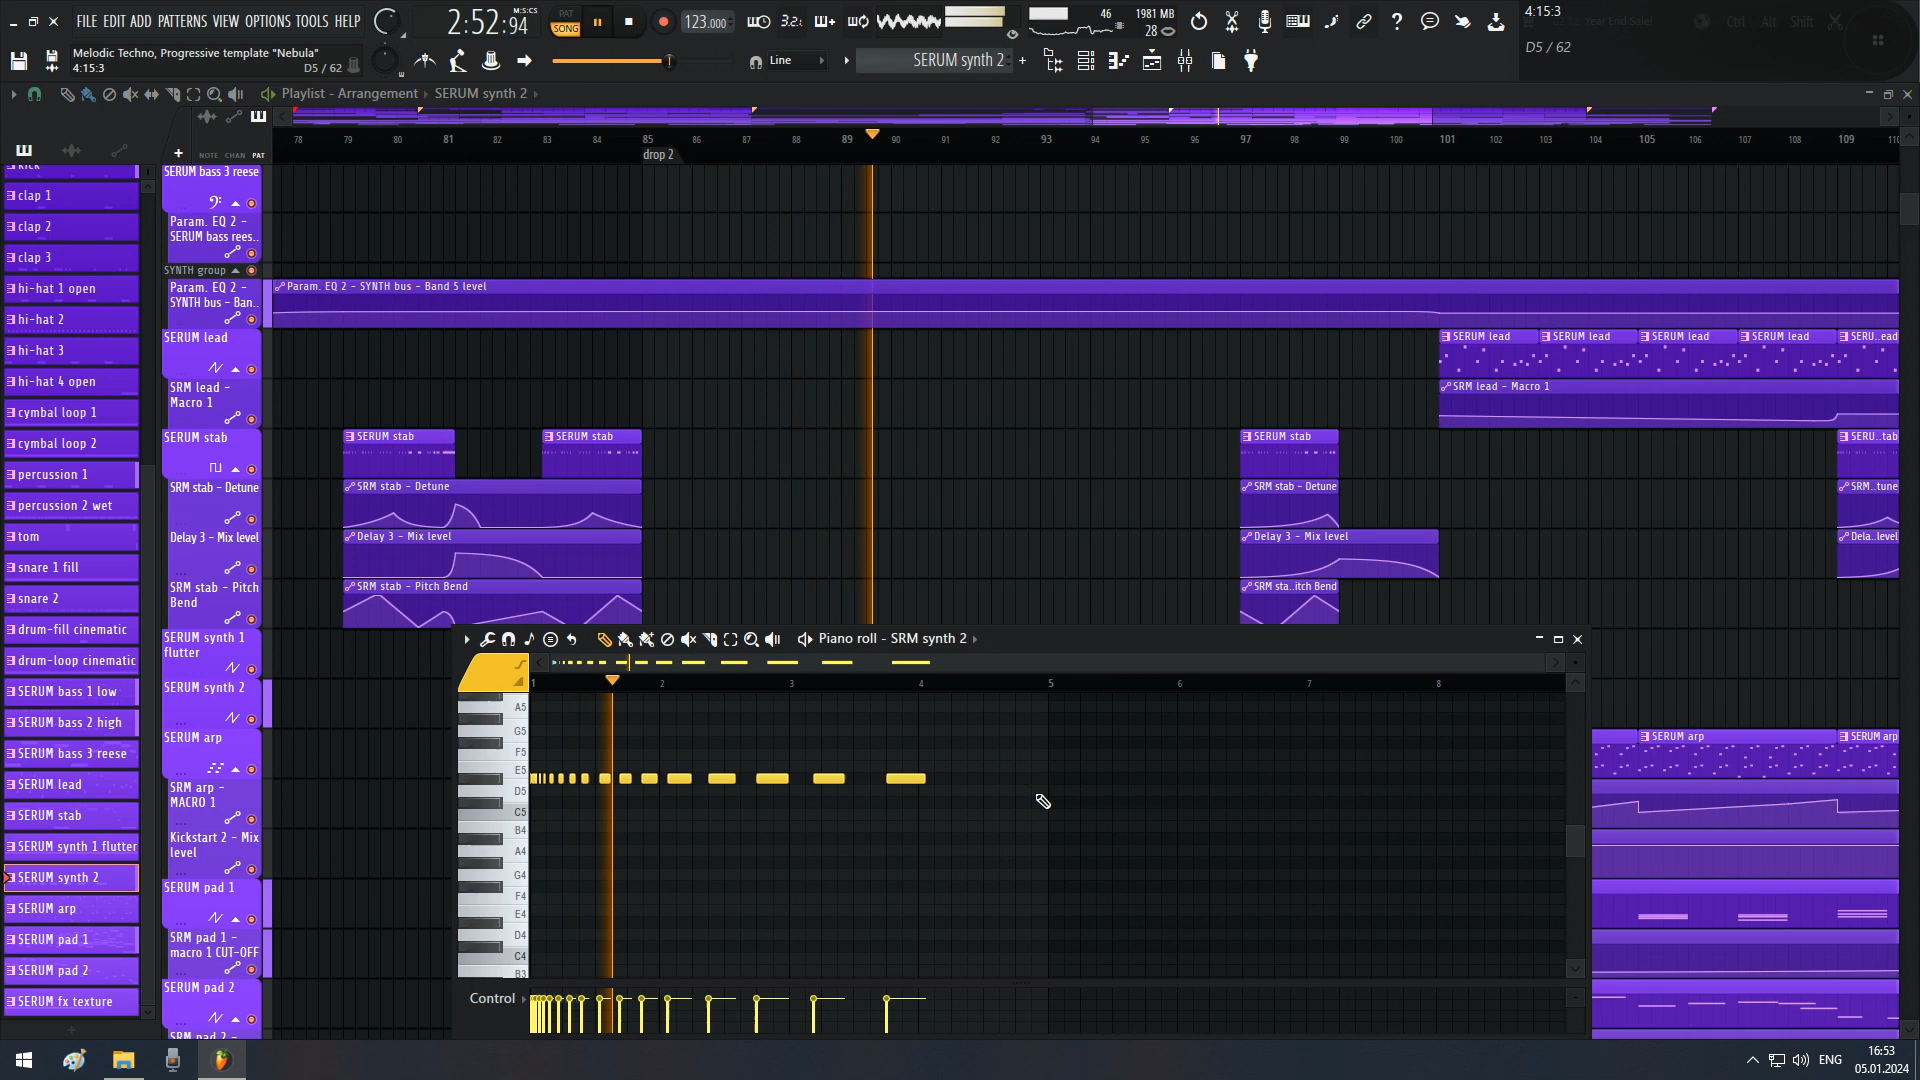 FILE EDIT ADD PATTERNS VIEW OPTIONS TOOLS HELP
2:52:94
M:S:CS
PAT
SONG
123.000
3.2:
46
1981 MB
28
4:15:3
D5 / 62
Ctrl Alt Shift
Melodic Techno, Progressive template "Nebula"
4:15:3
D5 / 62
Line
SERUM synth 2
Playlist - Arrangement
SERUM synth 2
NOTE CHAN PAT
78 79 80 81 82 83 84 85 86 87 88 89 90 91 92 93 94 95 96 97 98 99 100 101 102 103 104 105 106 107 108 109
drop 2
kick
clap 1
clap 2
clap 3
hi-hat 1 open
hi-hat 2
hi-hat 3
hi-hat 4 open
cymbal loop 1
cymbal loop 2
percussion 1
percussion 2 wet
tom
snare 1 fill
snare 2
drum-fill cinematic
drum-loop cinematic
SERUM bass 1 low
SERUM bass 2 high
SERUM bass 3 reese
SERUM lead
SERUM stab
SERUM synth 1 flutter
SERUM synth 2
SERUM arp
SERUM pad 1
SERUM pad 2
SERUM fx texture
SERUM bass 3 reese
Param. EQ 2 -
SERUM bass rees..
SYNTH group
Param. EQ 2 -
SYNTH bus - Ban..
SERUM lead
SRM lead -
Macro 1
SERUM stab
SRM stab - Detune
Delay 3 - Mix level
SRM stab - Pitch
Bend
SERUM synth 1
flutter
SERUM synth 2
SERUM arp
SRM arp -
MACRO 1
Kickstart 2 - Mix
level
SERUM pad 1
SRM pad 1 -
macro 1 CUT-OFF
SERUM pad 2
SRM pad 2 -
Param. EQ 2 - SYNTH bus - Band 5 level
SERUM lead
SERUM lead
SERUM lead
SERUM lead
SERU..ead
SRM lead - Macro 1
SERUM stab
SERUM stab
SERUM stab
SERU..tab
SRM stab - Detune
SRM stab - Detune
SRM..tune
Delay 3 - Mix level
Delay 3 - Mix level
Dela..level
SRM stab - Pitch Bend
SRM sta..itch Bend
SERUM arp
SERUM arp
Piano roll - SRM synth 2
1 2 3 4 5 6 7 8
A5
G5
F5
E5
D5
C5
B4
A4
G4
F4
E4
D4
C4
B3
Control
ENG
16:53
05.01.2024